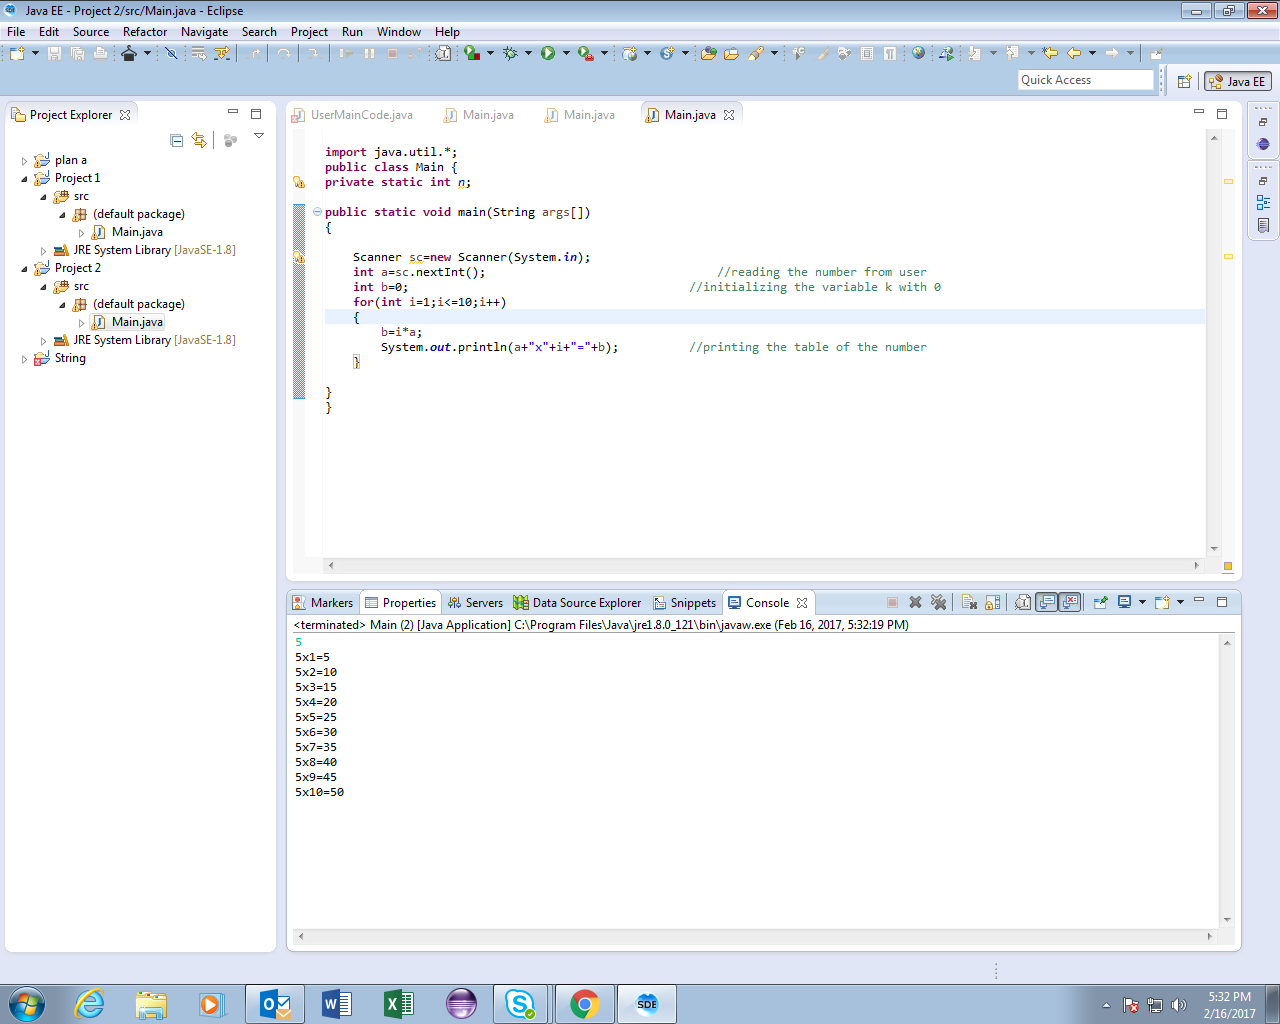 Java EE - Project 2/src/Main.java - Eclipse
File Edit Source Refactor Navigate Search Project Run Window Help
Quick Access
Java EE
Project Explorer
plan a
Project 1
src
(default package)
Main.java
JRE System Library [JavaSE-1.8]
Project 2
src
(default package)
Main.java
JRE System Library [JavaSE-1.8]
String
UserMainCode.java Main.java Main.java Main.java
import java.util.*;
public class Main {
private static int n;
public static void main(String args[])
{
Scanner sc=new Scanner(System.in);
int a=sc.nextInt(); //reading the number from user
int b=0; //initializing the variable k with 0
for(int i=1;i<=10;i++)
{
b=i*a;
System.out.println(a+"x"+i+"="+b); //printing the table of the number
}
}
}
Markers Properties Servers Data Source Explorer Snippets Console
<terminated> Main (2) [Java Application] C:\Program Files\Java\jre1.8.0_121\bin\javaw.exe (Feb 16, 2017, 5:32:19 PM)
5
5x1=5
5x2=10
5x3=15
5x4=20
5x5=25
5x6=30
5x7=35
5x8=40
5x9=45
5x10=50
SDE
5:32 PM
2/16/2017